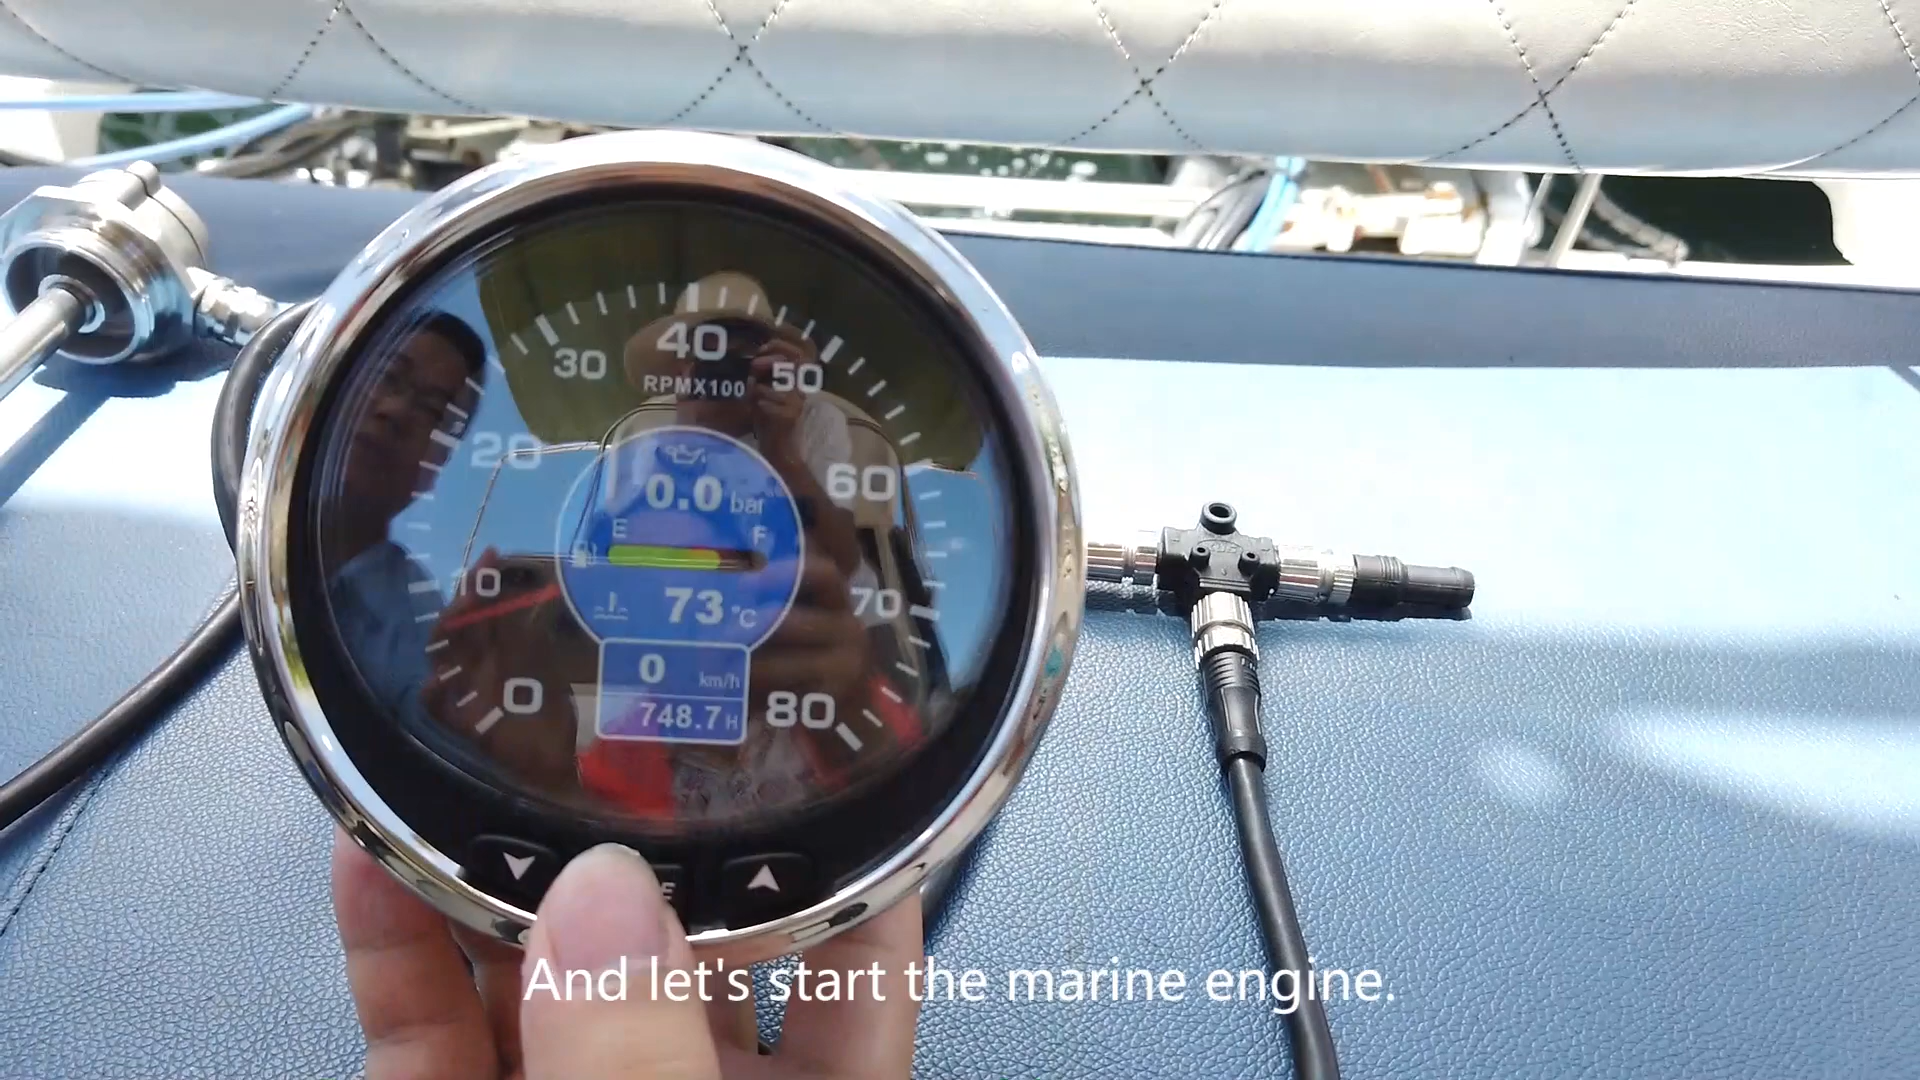 40
30
50
RPMX100
20
60
0.0 bar
E F
10
73 °C
70
0 km/h
0
748.7 H
80
And let's start the marine engine.